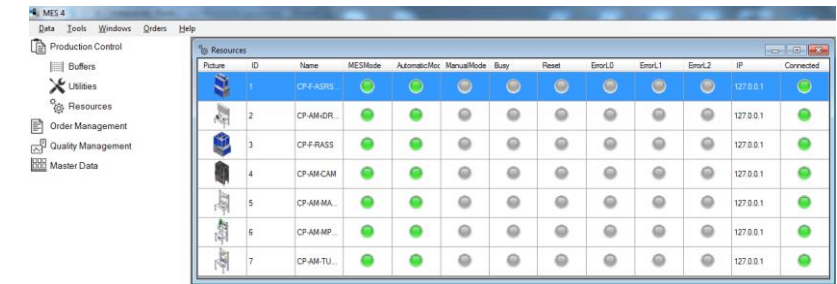 MES 4
Data Tools Windows Orders Help
Production Control
Buffers
Utilities
Resources
Order Management
Quality Management
Master Data
Resources
Picture ID Name MESMode AutomaticMoc ManualMode Busy Reset ErrorL0 ErrorL1 ErrorL2 IP Connected
1 CP-F-ASRS... 127.0.0.1
2 CP-AM-iDR... 127.0.0.1
3 CP-F-RASS 127.0.0.1
4 CP-AM-CAM 127.0.0.1
5 CP-AM-MA... 127.0.0.1
6 CP-AM-MP... 127.0.0.1
7 CP-AM-TU... 127.0.0.1